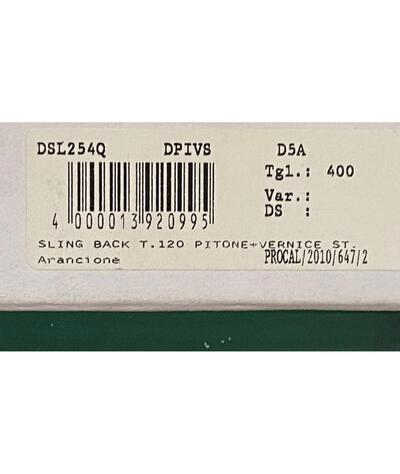 DSL254Q DPIVS D5A
Tgl.: 400
Var.:
DS :
4 000013 920995
SLING BACK T.120 PITONE+VERNICE ST.
Arancione PROCAL/2010/647/2